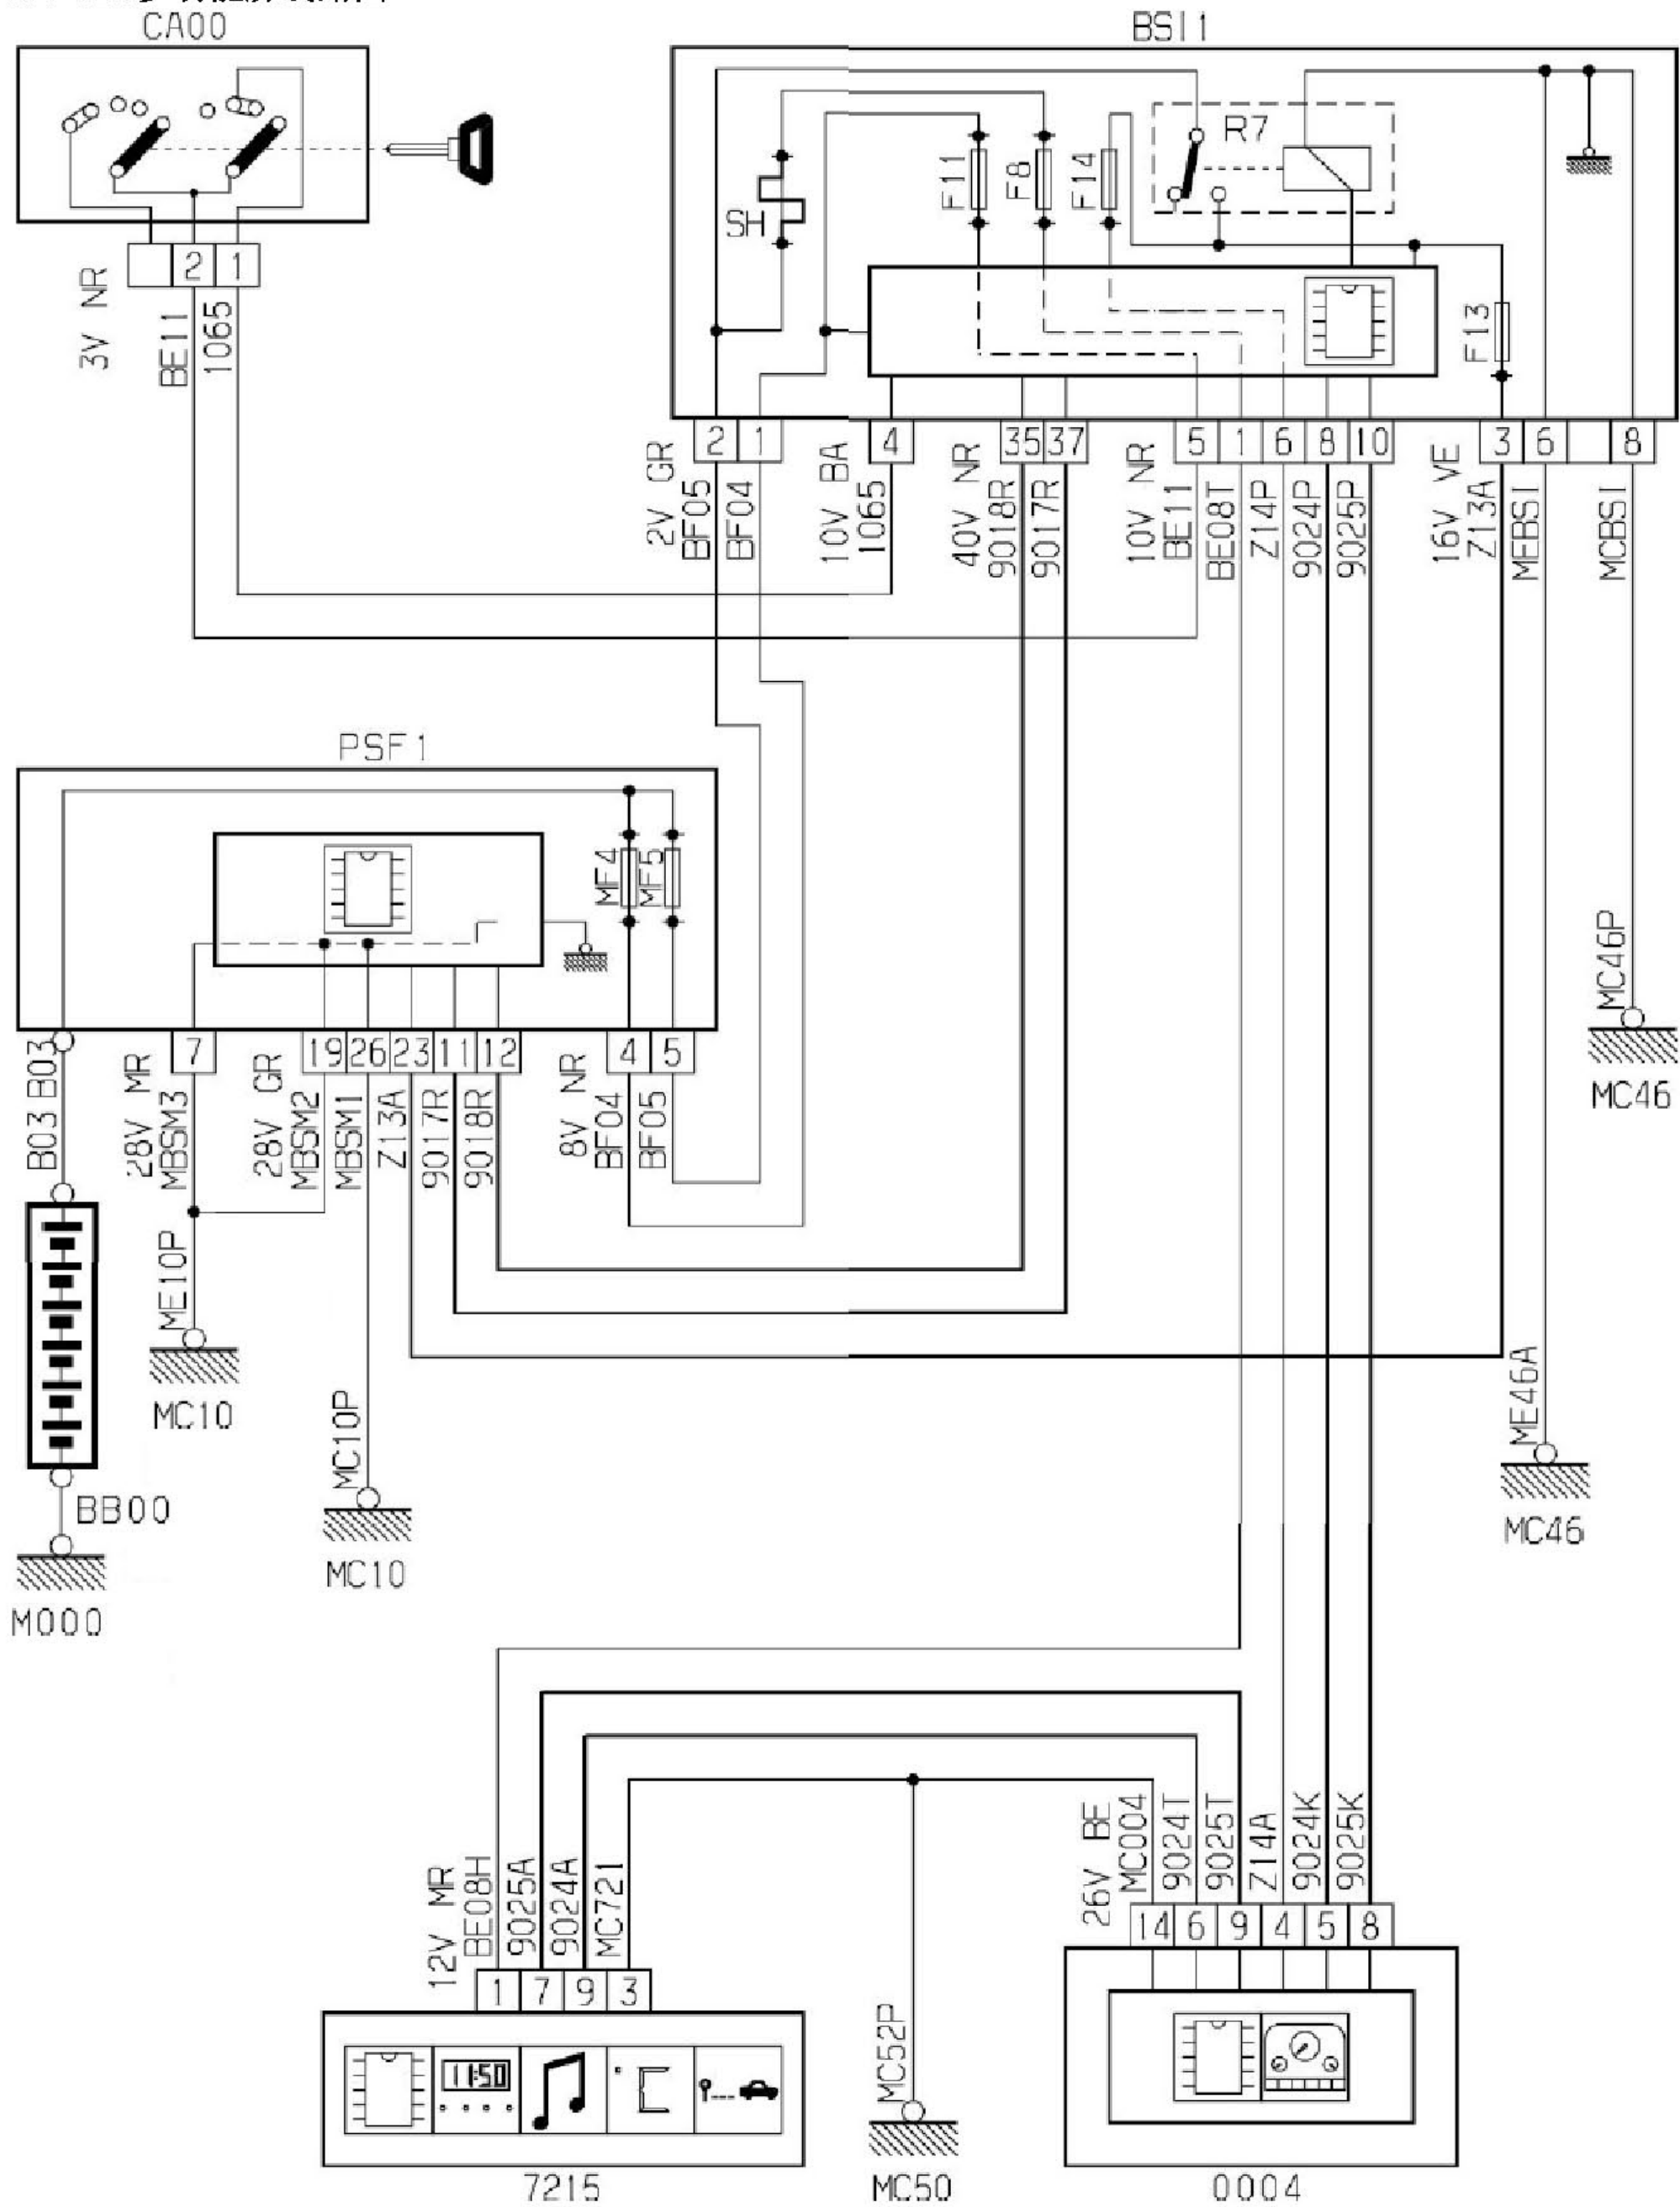 CA00
BSI1
R7
F11
F8
F14
SH
F13
2 1
3V NR
BE11
1065
2 1 4 35 37 5 1 6 8 10 3 6 8
2V GR
BF05
BF04
10V BA
1065
40V NR
9018R
9017R
10V NR
BE11
BE08T
Z14P
9024P
9025P
16V VE
Z13A
MEBSI
MCBSI
PSF1
MF4
MF5
MC46P
MC46
7 19 26 23 11 12 4 5
B03 B03
28V MR
MBSM3
28V GR
MBSM2
MBSM1
Z13A
9017R
9018R
8V NR
BF04
BF05
ME10P
MC10
MC10P
MC10
BB00
M000
ME46A
MC46
26V BE
MC004
9024T
9025T
Z14A
9024K
9025K
14 6 9 4 5 8
12V MR
BE08H
9025A
9024A
MC721
1 7 9 3
11:50
°C
MC52P
7215
MC50
0004